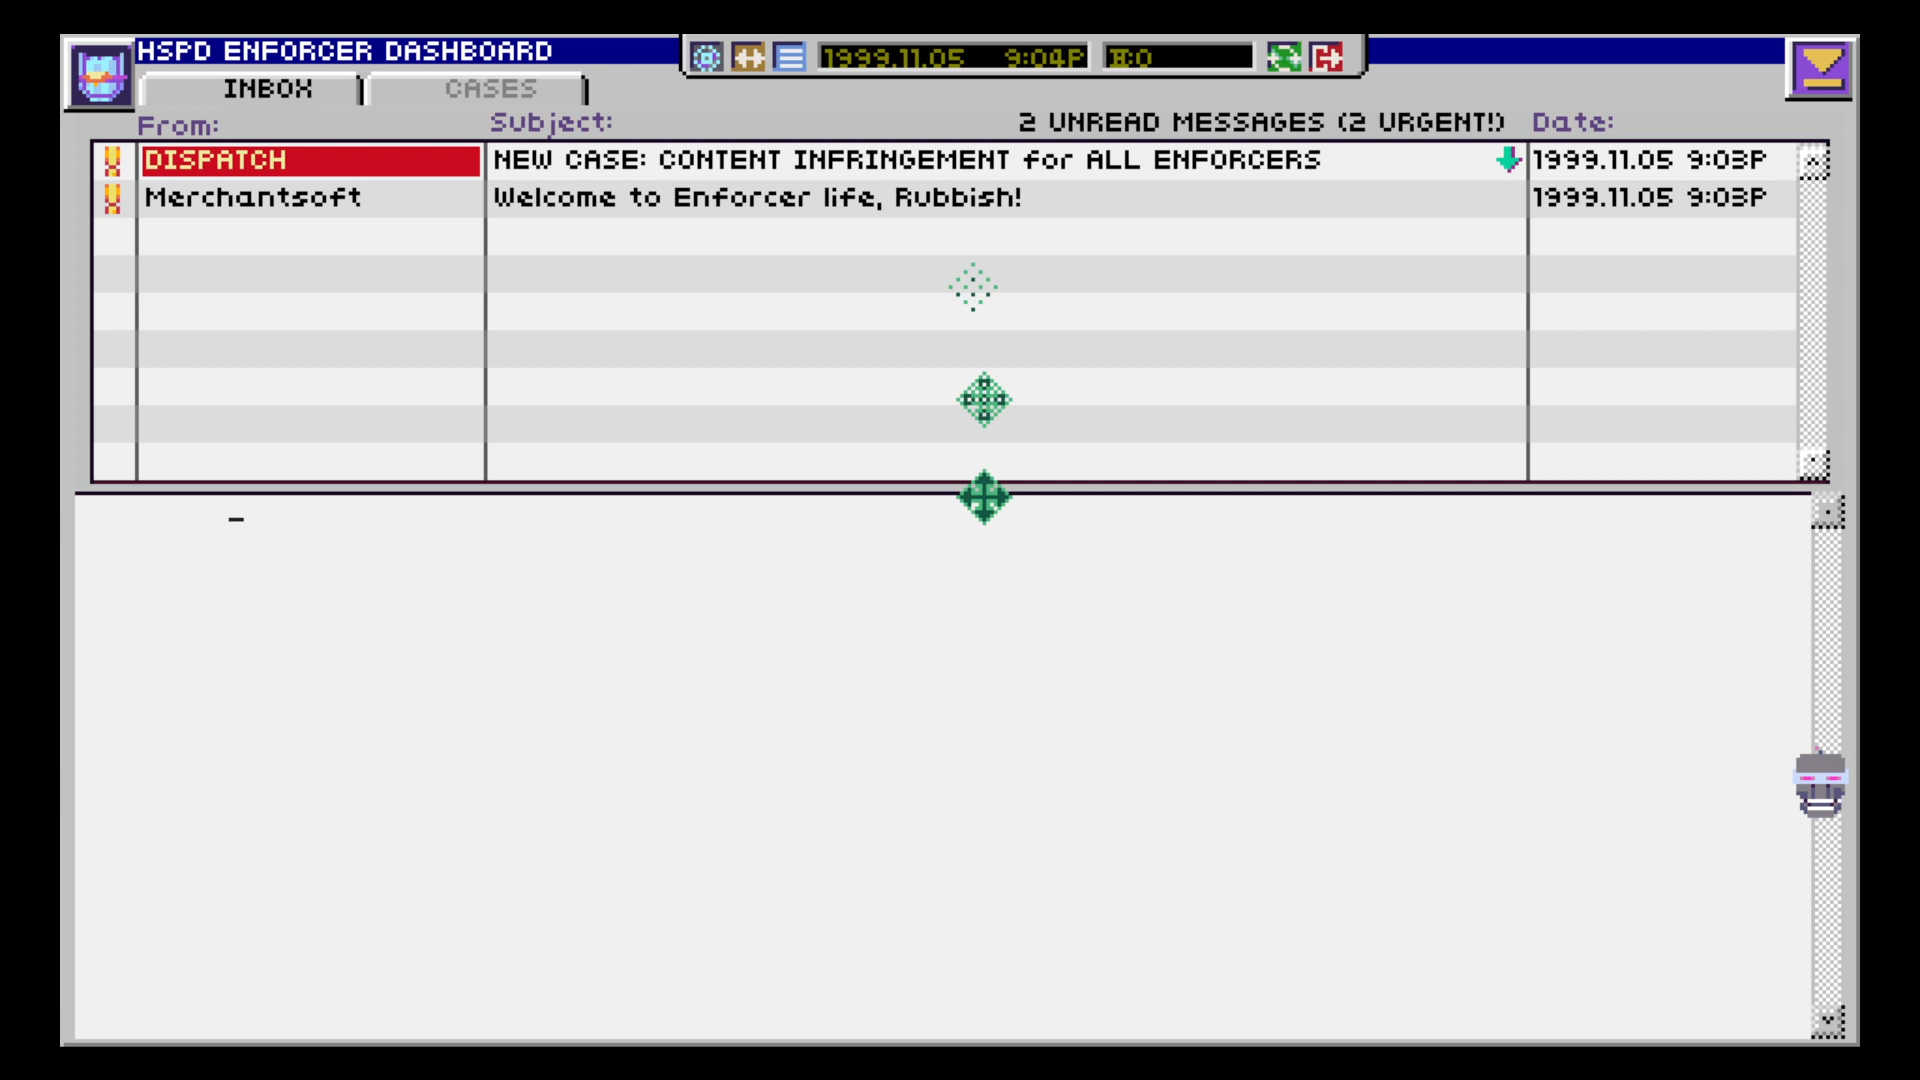 HSPD ENFORCER DASHBOARD
1999.11.05 9:04P
INBOX
CASES
From:
Subject:
2 UNREAD MESSAGES (2 URGENT!)
Date:
DISPATCH
NEW CASE: CONTENT INFRINGEMENT for ALL ENFORCERS
1999.11.05 9:03P
Merchantsoft
Welcome to Enforcer life, Rubbish!
1999.11.05 9:03P